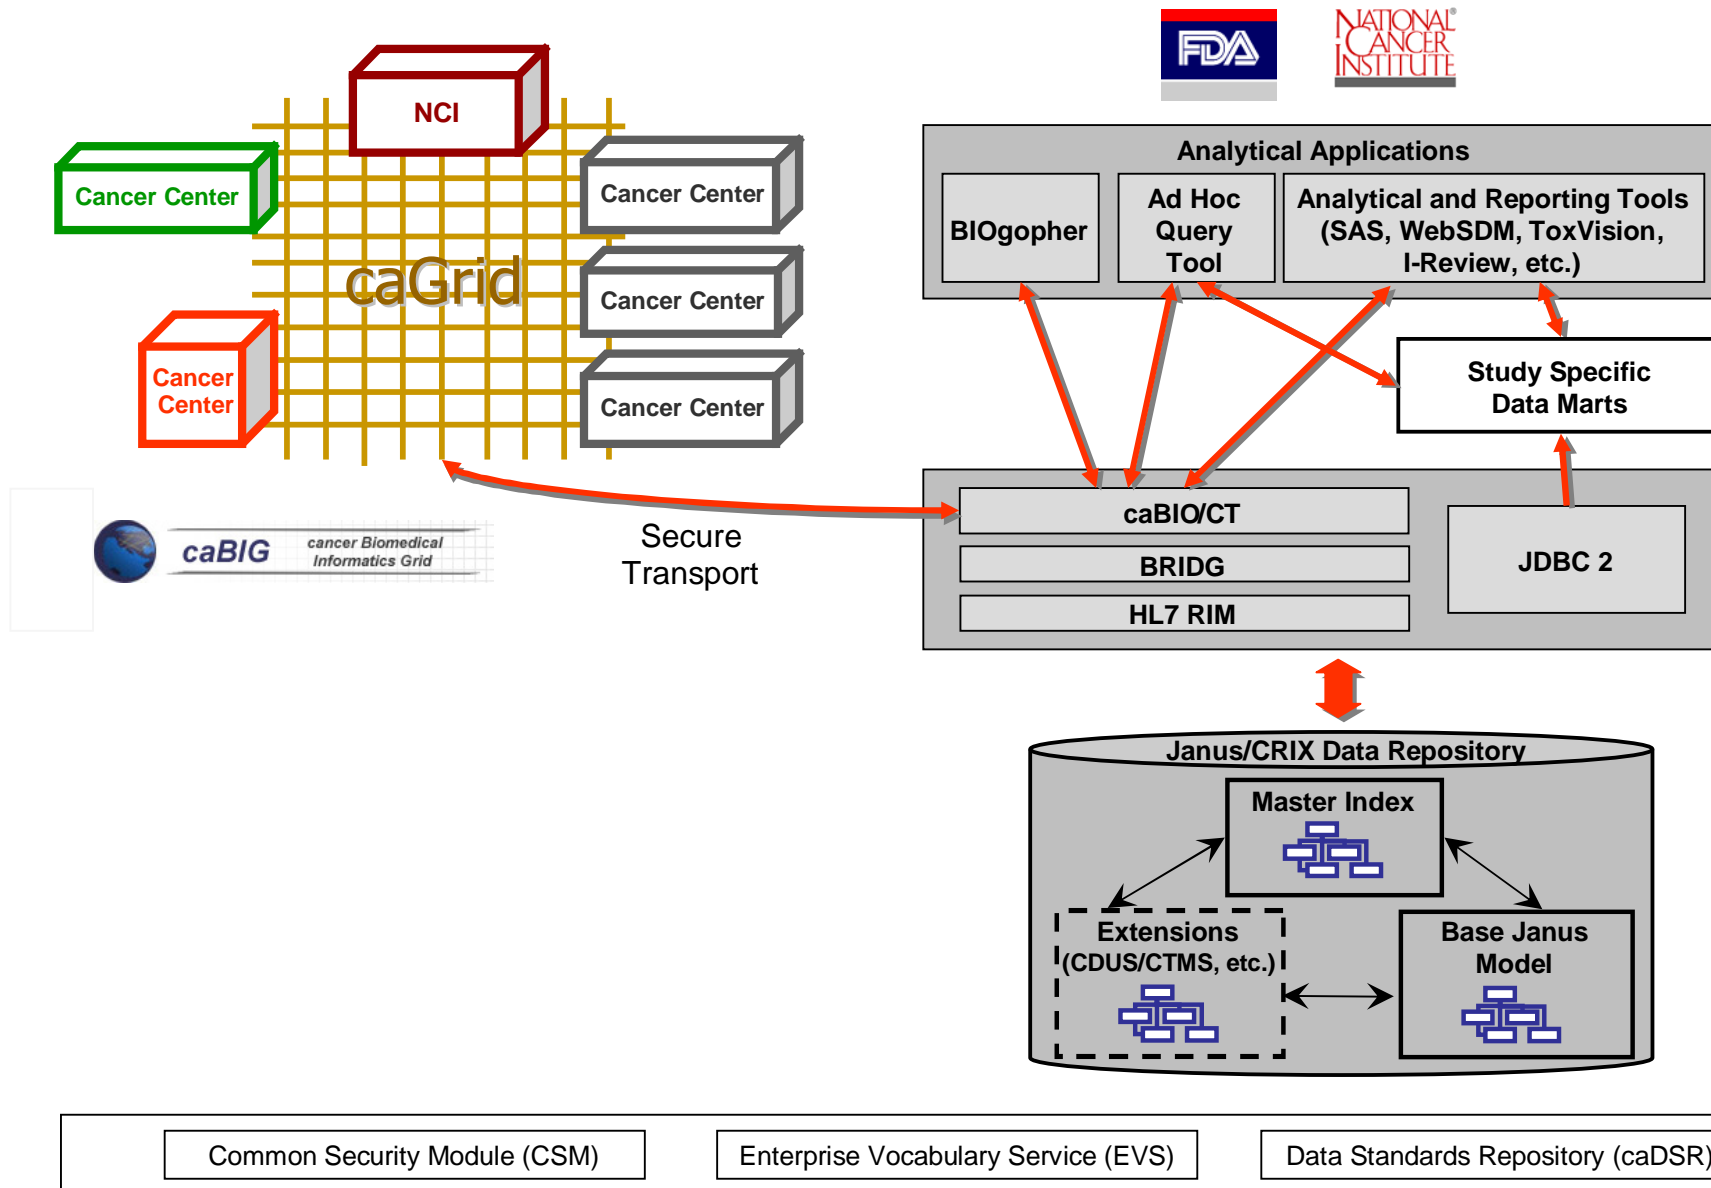 FDA
NATIONAL®
CANCER
INSTITUTE
NCI
Cancer Center
Cancer Center
Cancer Center
Cancer
Center
Cancer Center
caGrid
caBIG
cancer Biomedical
Informatics Grid
Secure
Transport
Analytical Applications
BIOgopher
Ad Hoc
Query
Tool
Analytical and Reporting Tools
(SAS, WebSDM, ToxVision,
I-Review, etc.)
Study Specific
Data Marts
caBIO/CT
BRIDG
HL7 RIM
JDBC 2
Janus/CRIX Data Repository
Master Index
Extensions
(CDUS/CTMS, etc.)
Base Janus
Model
Common Security Module (CSM)
Enterprise Vocabulary Service (EVS)
Data Standards Repository (caDSR)